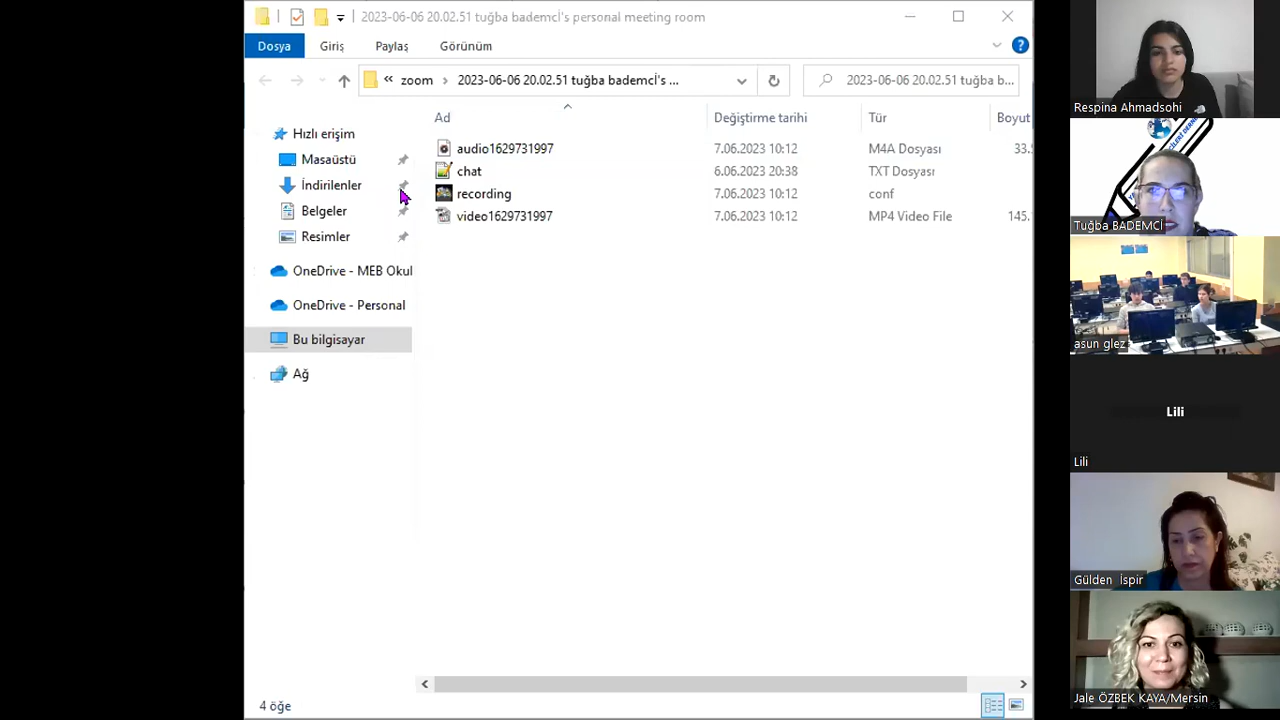 2023-06-06 20.02.51 tuğba bademci̇'s personal meeting room
Dosya Giriş Paylaş Görünüm
zoom 2023-06-06 20.02.51 tuğba bademci̇'s ...
2023-06-06 20.02.51 tuğba b...
Ad Değiştirme tarihi Tür Boyut
audio1629731997 7.06.2023 10:12 M4A Dosyası 33.
chat 6.06.2023 20:38 TXT Dosyası
recording 7.06.2023 10:12 conf
video1629731997 7.06.2023 10:12 MP4 Video File 145.
Hızlı erişim
Masaüstü
İndirilenler
Belgeler
Resimler
OneDrive - MEB Okul
OneDrive - Personal
Bu bilgisayar
Ağ
4 öğe
Respina Ahmadsohi
Tuğba BADEMCİ
asun glez
Lili
Lili
Gülden İspir
Jale ÖZBEK KAYA/Mersin